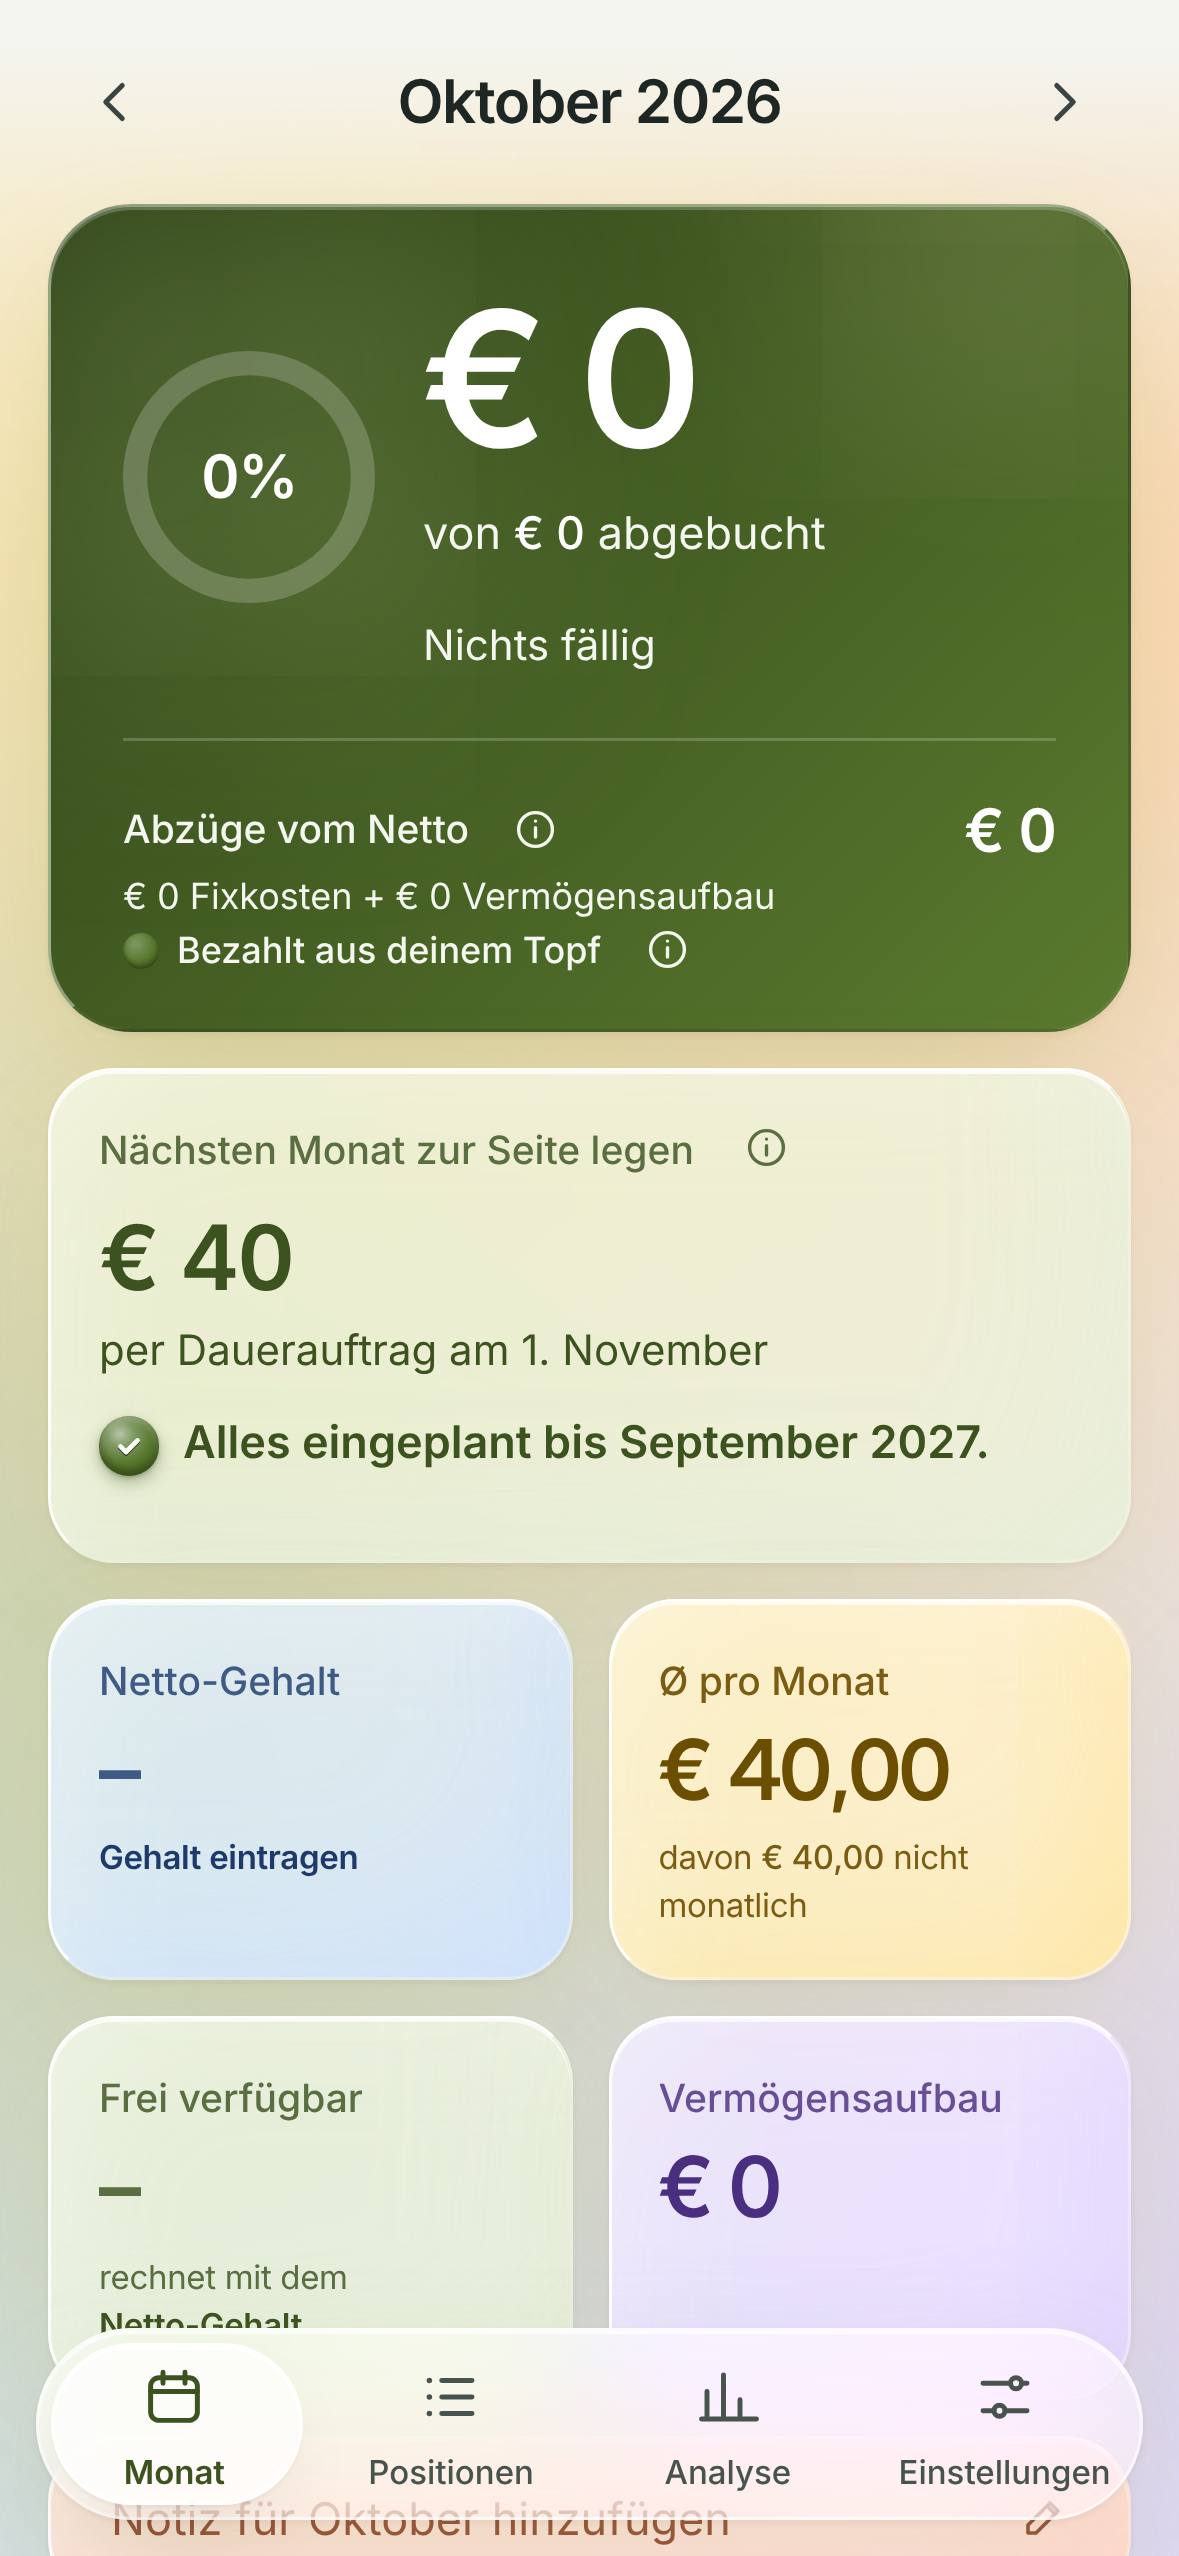 Oktober 2026
€ 0
0%
von € 0 abgebucht
Nichts fällig
Abzüge vom Netto
€ 0
€ 0 Fixkosten + € 0 Vermögensaufbau
Bezahlt aus deinem Topf
Nächsten Monat zur Seite legen
€ 40
per Dauerauftrag am 1. November
Alles eingeplant bis September 2027.
Netto-Gehalt
–
Gehalt eintragen
Ø pro Monat
€ 40,00
davon € 40,00 nicht
monatlich
Frei verfügbar
–
rechnet mit dem
Netto-Gehalt
Vermögensaufbau
€ 0
Monat
Positionen
Analyse
Einstellungen
Notiz für Oktober hinzufügen